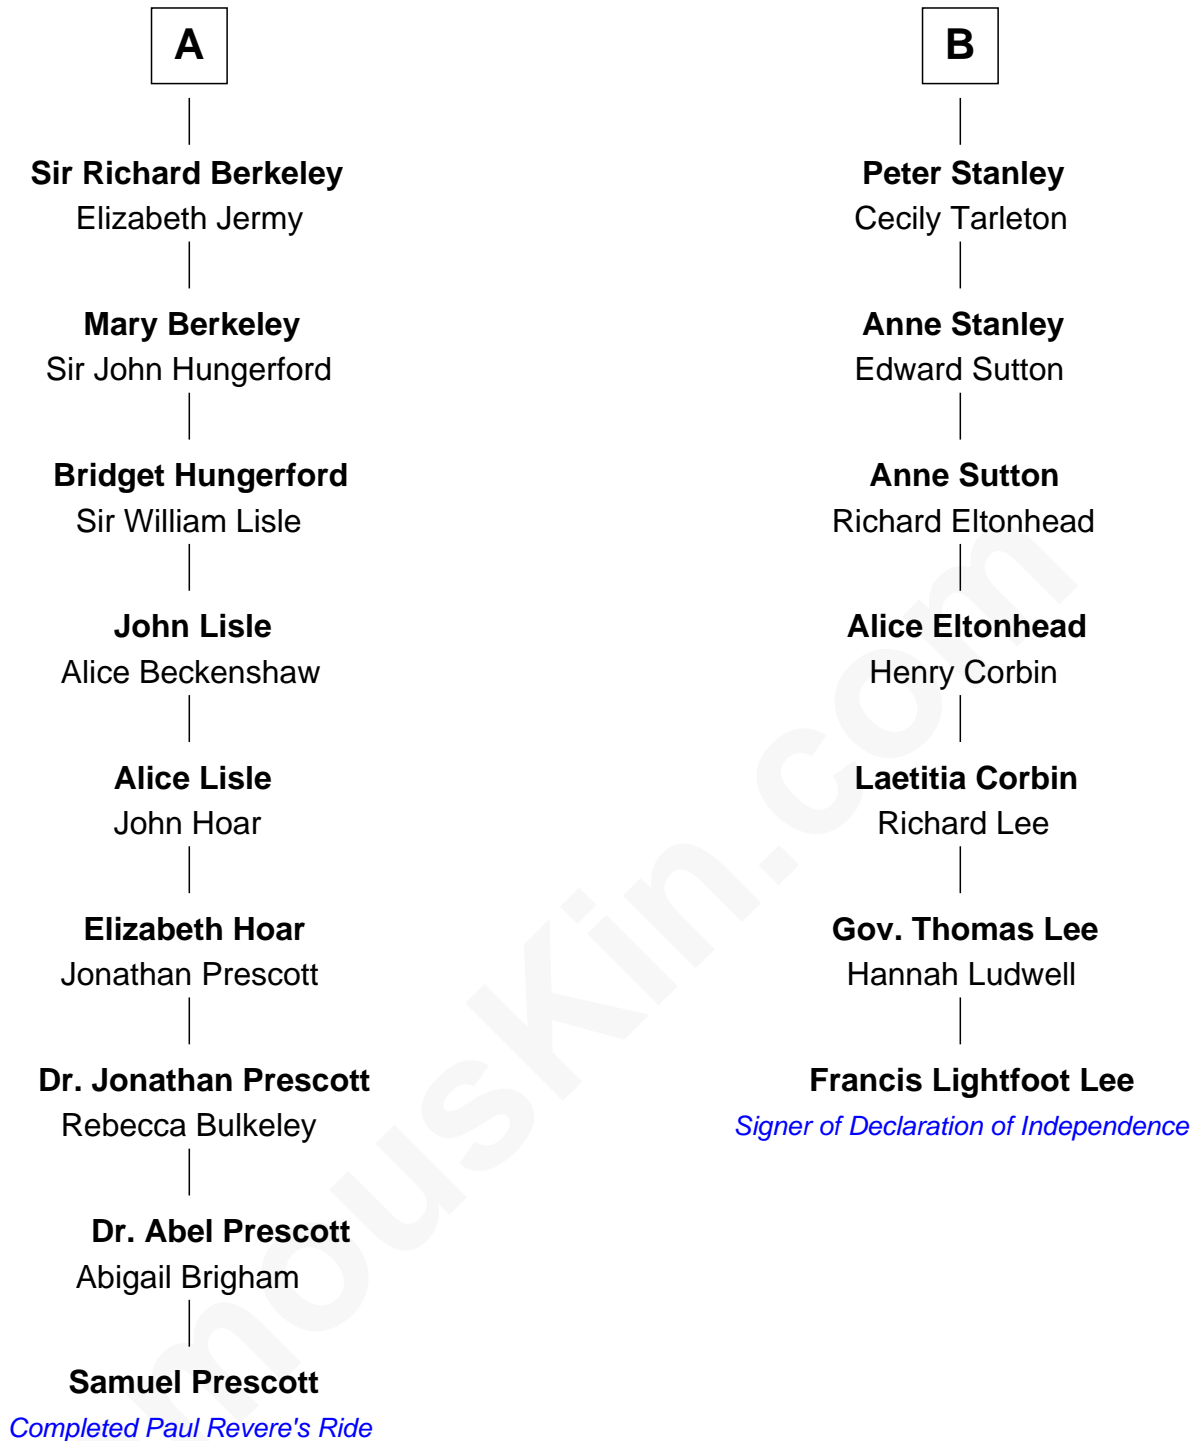 A
Sir Richard Berkeley
Elizabeth Jermy
Mary Berkeley
Sir John Hungerford
Bridget Hungerford
Sir William Lisle
John Lisle
Alice Beckenshaw
Alice Lisle
John Hoar
Elizabeth Hoar
Jonathan Prescott
Dr. Jonathan Prescott
Rebecca Bulkeley
Dr. Abel Prescott
Abigail Brigham
Samuel Prescott
Completed Paul Revere's Ride
B
Peter Stanley
Cecily Tarleton
Anne Stanley
Edward Sutton
Anne Sutton
Richard Eltonhead
Alice Eltonhead
Henry Corbin
Laetitia Corbin
Richard Lee
Gov. Thomas Lee
Hannah Ludwell
Francis Lightfoot Lee
Signer of Declaration of Independence
mousKin.com